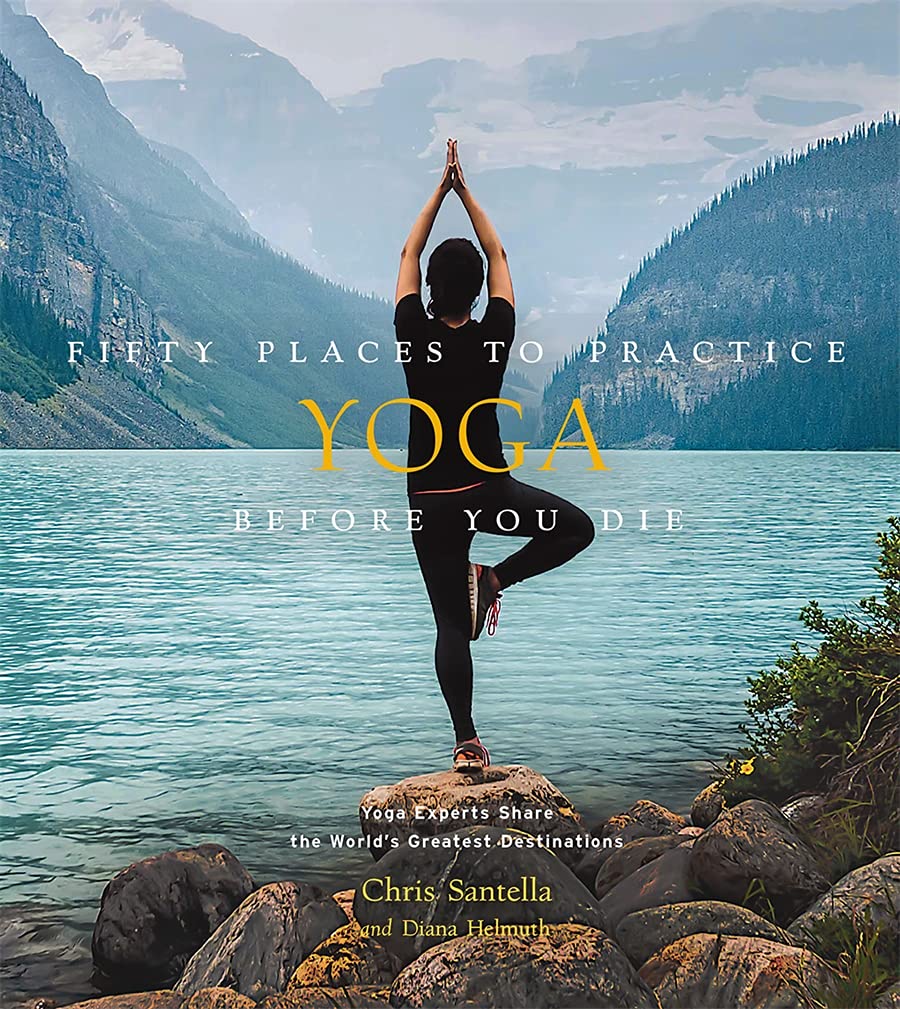 FIFTY PLACES TO PRACTICE
YOGA
BEFORE YOU DIE
Yoga Experts Share
the World's Greatest Destinations
Chris Santella
and Diana Helmuth